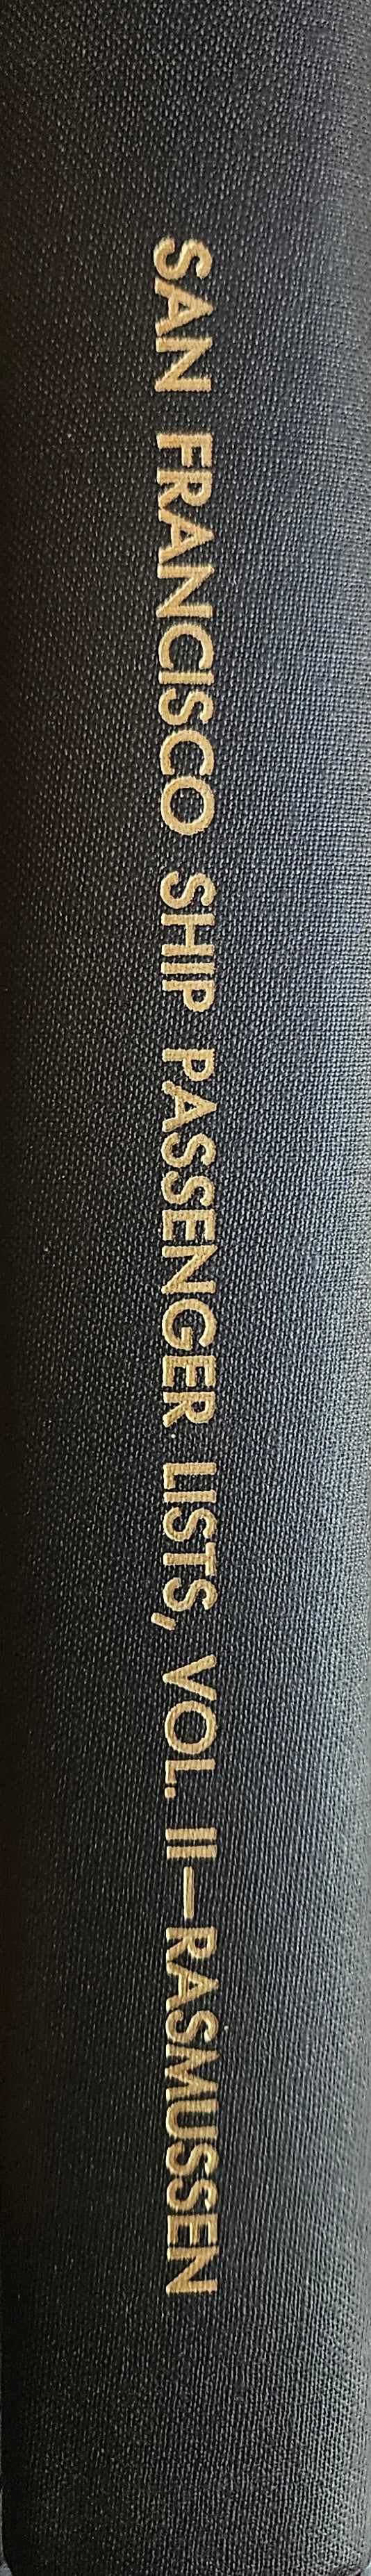 SAN FRANCISCO SHIP PASSENGER LISTS, VOL. II—RASMUSSEN